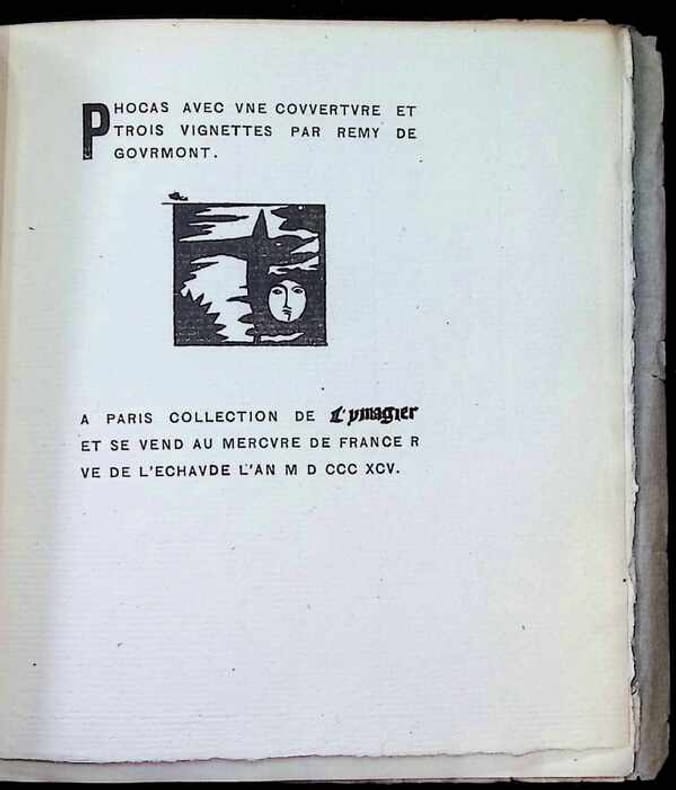 PHOCAS AVEC VNE COVVERTVRE ET
TROIS VIGNETTES PAR REMY DE
GOVRMONT.
A PARIS COLLECTION DE L'ymagier
ET SE VEND AU MERCVRE DE FRANCE R
VE DE L'ECHAVDE L'AN M D CCC XCV.